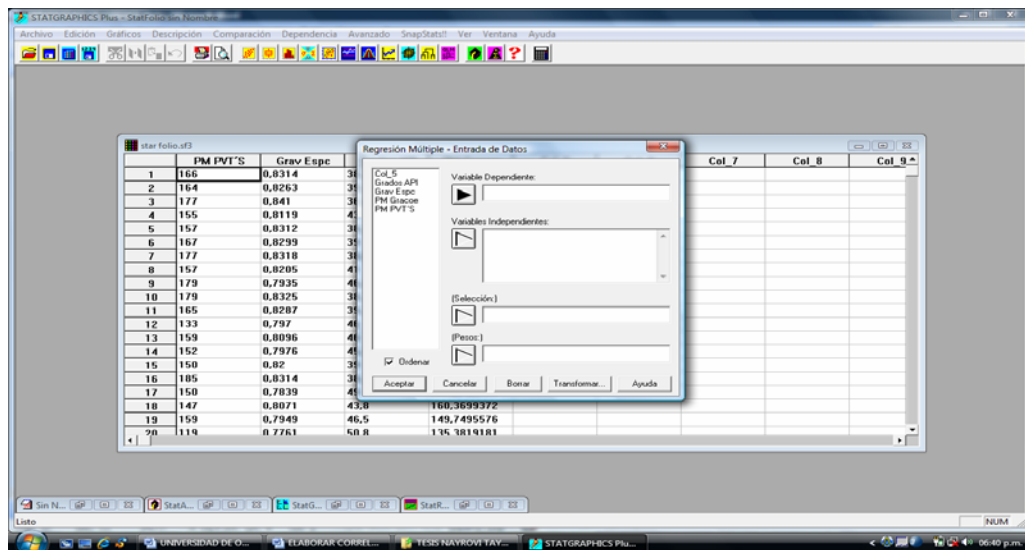 STATGRAPHICS Plus - StatFolio sin Nombre
Archivo Edición Gráficos Descripción Comparación Dependencia Avanzado SnapStats!! Ver Ventana Ayuda
star folio.sf3
PM PVT´S Grav Espc Col_7 Col_8 Col_9
1 166 0,8314
2 164 0,8263
3 177 0,841
4 155 0,8119
5 157 0,8312
6 167 0,8299
7 177 0,8318
8 157 0,8205
9 179 0,7935
10 179 0,8325
11 165 0,8287
12 133 0,797
13 159 0,8096
14 152 0,7976
15 150 0,82
16 185 0,8314
17 150 0,7839
18 147 0,8071 43,8 160,3699372
19 159 0,7949 46,5 149,7495576
20 119 0,7761 50,8 135,3819181
Regresión Múltiple - Entrada de Datos
Col_5
Grados API
Grav Espc
PM Gracoe
PM PVT´S
Variable Dependiente:
Variables Independientes:
(Selección:)
(Pesos:)
Ordenar
Aceptar Cancelar Borrar Transformar... Ayuda
Sin N... StatA... StatG... StatR...
Listo NUM
UNIVERSIDAD DE O... ELABORAR CORREL... TESIS NAYROVI TAY... STATGRAPHICS Plu... 06:40 p.m.